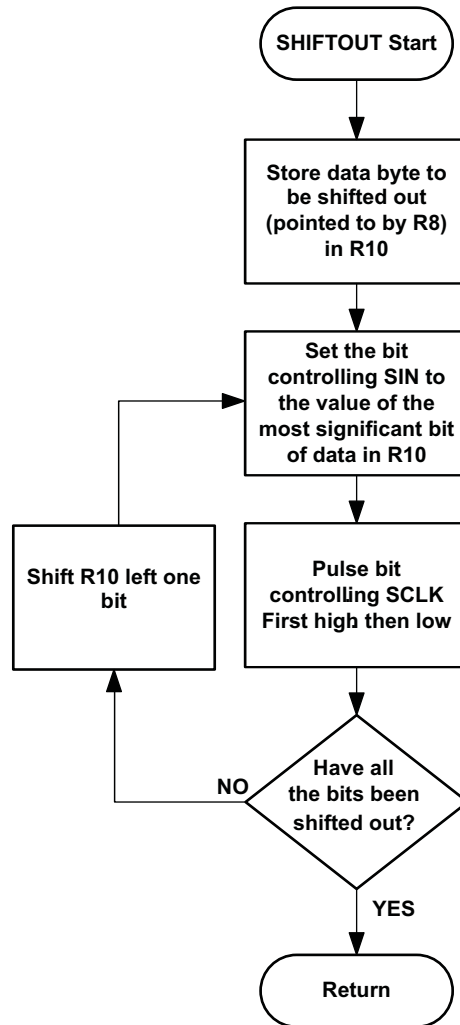 SHIFTOUT Start
Store data byte to
be shifted out
(pointed to by R8)
in R10
Set the bit
controlling SIN to
the value of the
most significant bit
of data in R10
Shift R10 left one
bit
Pulse bit
controlling SCLK
First high then low
NO
Have all
the bits been
shifted out?
YES
Return